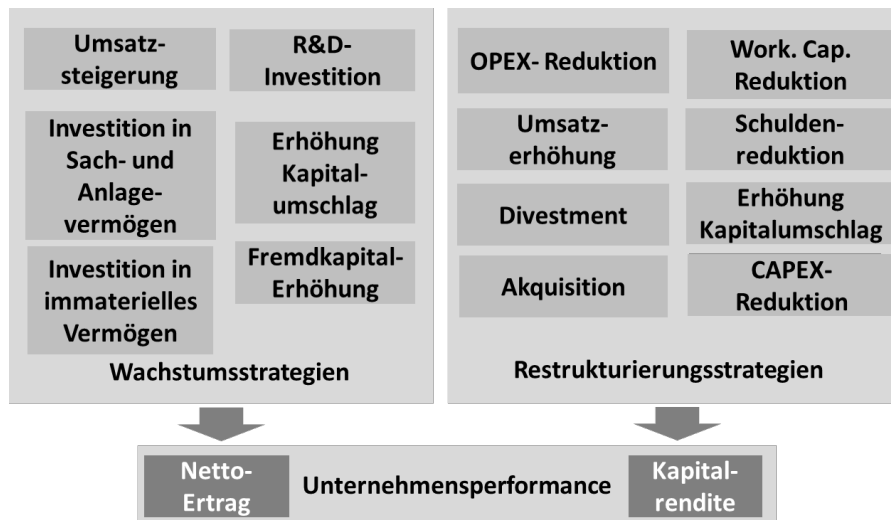 Umsatz-
steigerung
R&D-
Investition
Investition in
Sach- und
Anlage-
vermögen
Erhöhung
Kapital-
umschlag
Investition in
immaterielles
Vermögen
Fremdkapital-
Erhöhung
Wachstumsstrategien
OPEX- Reduktion
Work. Cap.
Reduktion
Umsatz-
erhöhung
Schulden-
reduktion
Divestment
Erhöhung
Kapitalumschlag
Akquisition
CAPEX-
Reduktion
Restrukturierungsstrategien
Netto-
Ertrag
Unternehmensperformance
Kapital-
rendite